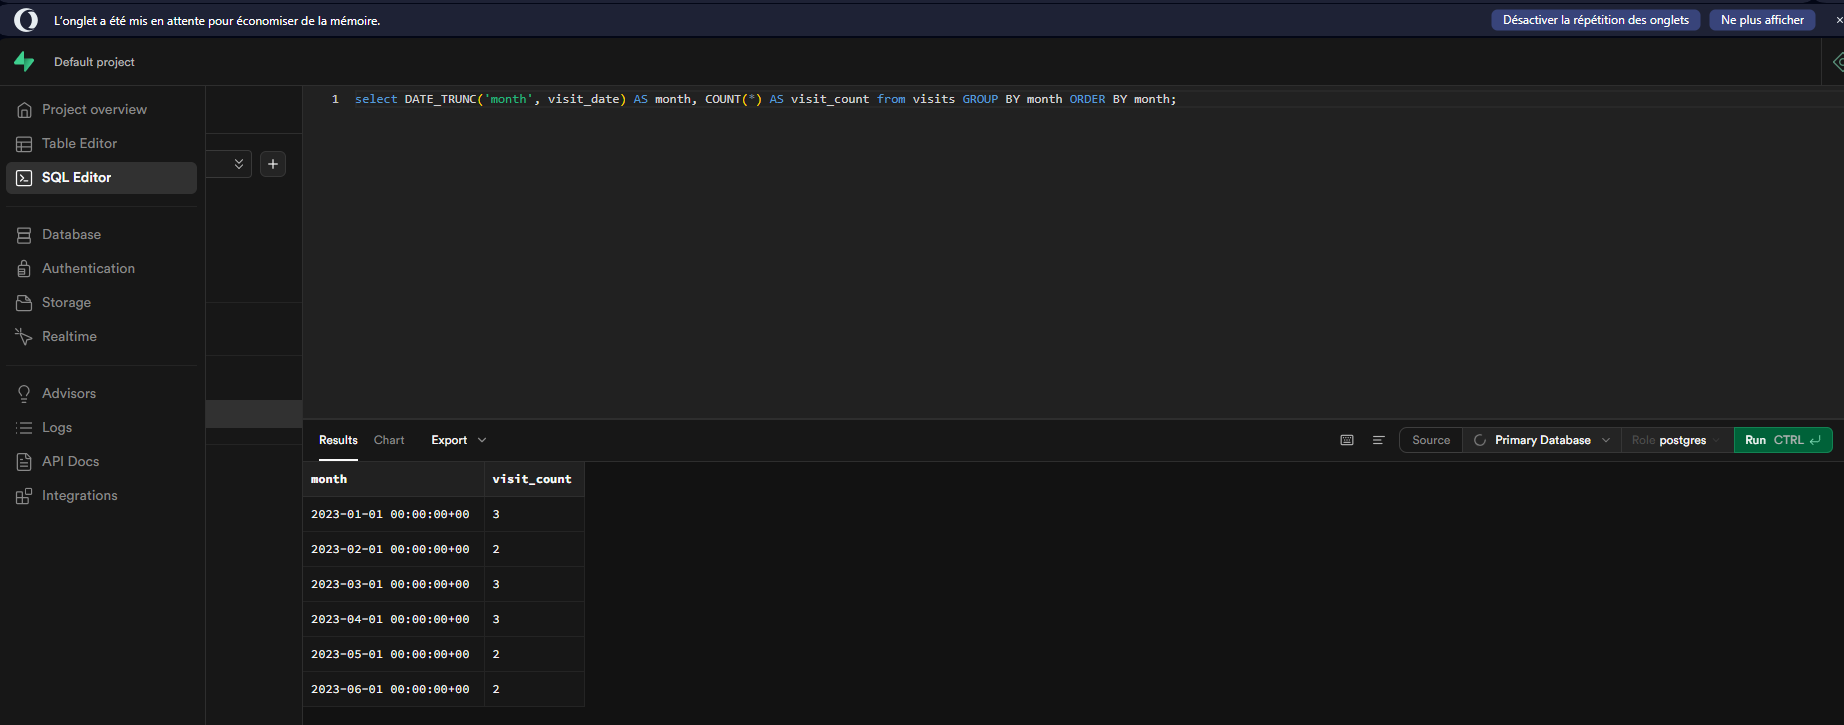 L'onglet a été mis en attente pour économiser de la mémoire.
Désactiver la répétition des onglets
Ne plus afficher
Default project
Project overview
Table Editor
SQL Editor
Database
Authentication
Storage
Realtime
Advisors
Logs
API Docs
Integrations
1 select DATE_TRUNC('month', visit_date) AS month, COUNT(*) AS visit_count from visits GROUP BY month ORDER BY month;
Results Chart Export
Source Primary Database Role postgres Run CTRL
month visit_count
2023-01-01 00:00:00+00 3
2023-02-01 00:00:00+00 2
2023-03-01 00:00:00+00 3
2023-04-01 00:00:00+00 3
2023-05-01 00:00:00+00 2
2023-06-01 00:00:00+00 2